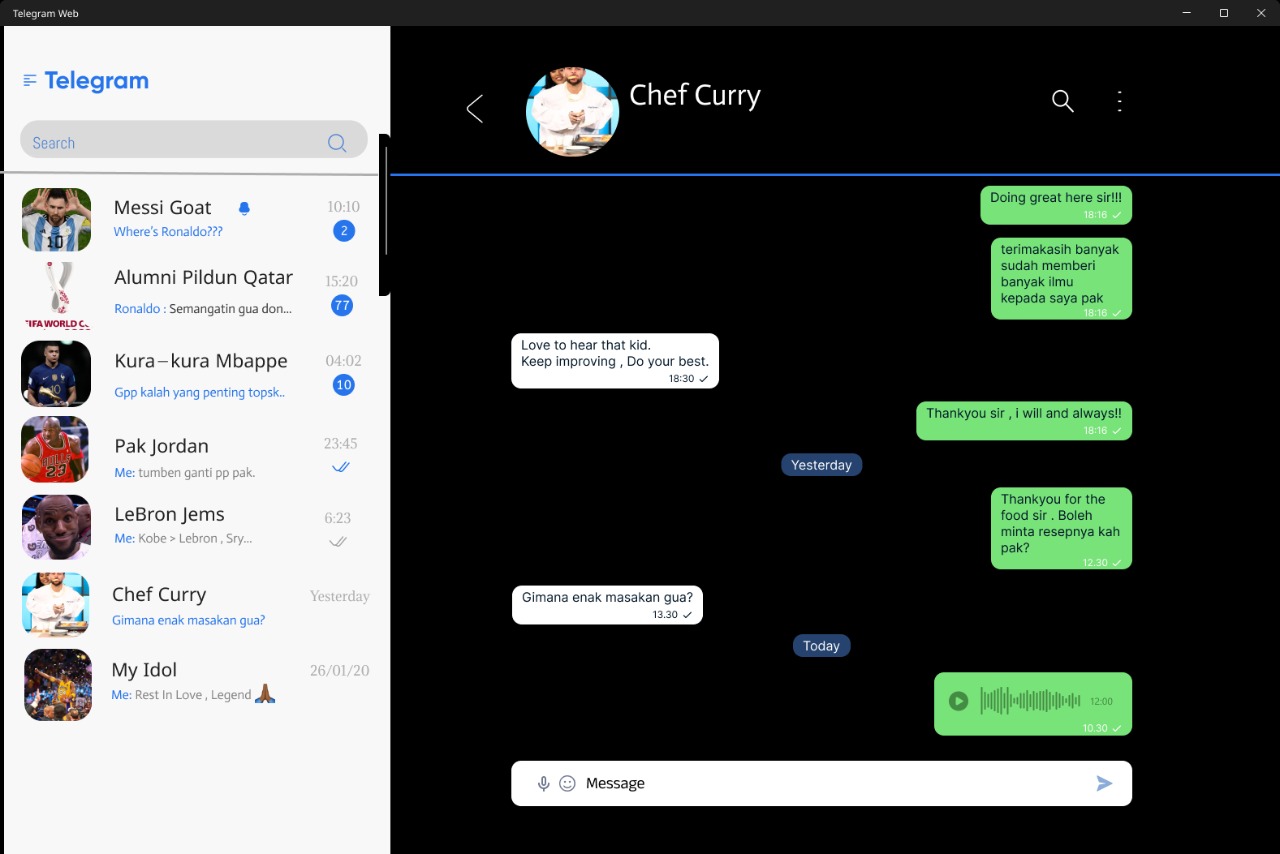 Telegram Web
Telegram
Search
Messi Goat
10:10
Where's Ronaldo???
2
Alumni Pildun Qatar
15:20
Ronaldo : Semangatin gua don...
77
FIFA WORLD C
Kura-kura Mbappe
04:02
Gpp kalah yang penting topsk..
10
Pak Jordan
23:45
Me: tumben ganti pp pak.
LeBron Jems
6:23
Me: Kobe > Lebron , Sry...
Chef Curry
Yesterday
Gimana enak masakan gua?
My Idol
26/01/20
Me: Rest In Love , Legend 🙏🏾
Chef Curry
Doing great here sir!!!
18:16 ✓
terimakasih banyak
sudah memberi
banyak ilmu
kepada saya pak
18:16 ✓
Love to hear that kid.
Keep improving , Do your best.
18:30 ✓
Thankyou sir , i will and always!!
18:16 ✓
Yesterday
Thankyou for the
food sir . Boleh
minta resepnya kah
pak?
12.30 ✓
Gimana enak masakan gua?
13.30 ✓
Today
12:00
10.30 ✓
Message